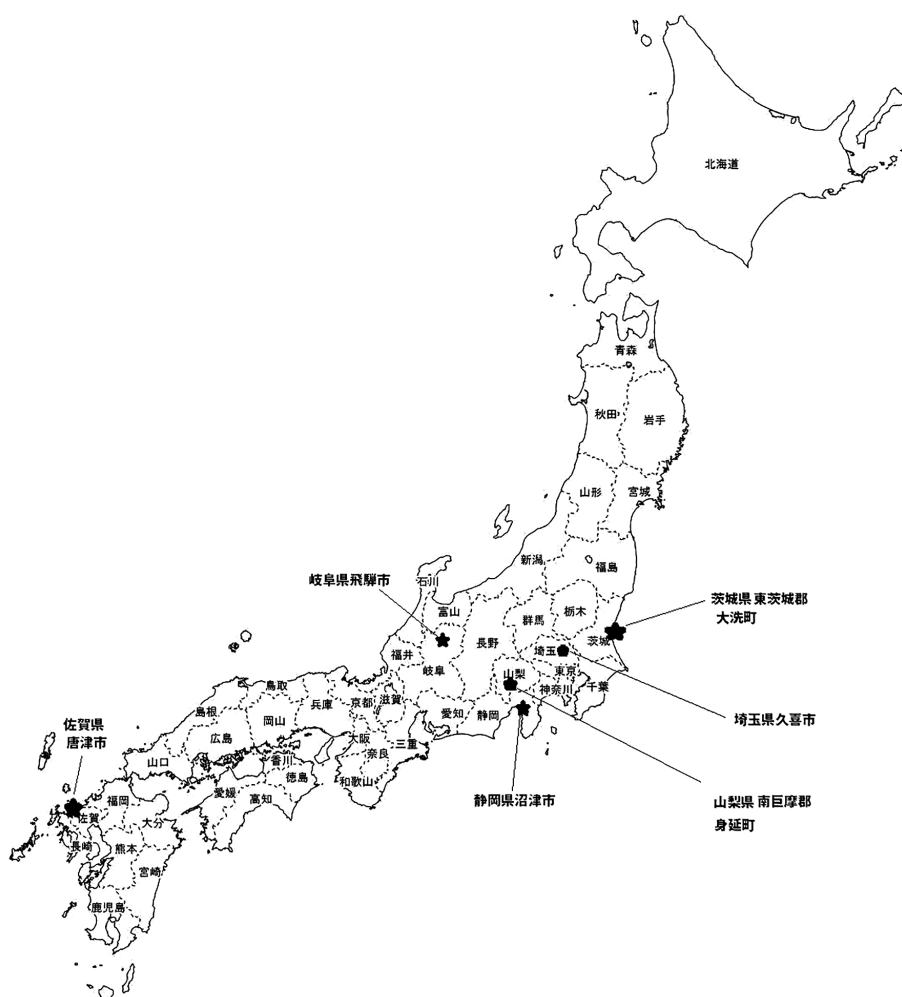 北海道
青森
秋田
岩手
山形
宮城
新潟
福島
石川
岐阜県飛騨市
富山
群馬
栃木
茨城県 東茨城郡
大洗町
茨城
長野
埼玉
福井
岐阜
山梨
東京
神奈川
千葉
鳥取
島根
岡山
兵庫
京都
滋賀
愛知
静岡
埼玉県久喜市
佐賀県
唐津市
広島
大阪
奈良
三重
山口
香川
徳島
和歌山
愛媛
高知
静岡県沼津市
山梨県 南巨摩郡
身延町
福岡
佐賀
大分
長崎
熊本
宮崎
鹿児島